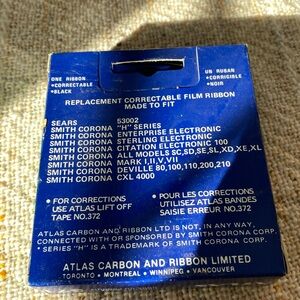 ONE RIBBON
•CORRECTABLE
•BLACK
UN RUBAN
•CORRIGIBLE
•NOIR
REPLACEMENT CORRECTABLE FILM RIBBON
MADE TO FIT
SEARS 53002
SMITH CORONA "H" SERIES
SMITH CORONA ENTERPRISE ELECTRONIC
SMITH CORONA STERLING ELECTRONIC
SMITH CORONA CITATION ELECTRONIC 100
SMITH CORONA ALL MODELS SC,SD,SE,SL,XD,XE,XL
SMITH CORONA MARK I,II,V,VII
SMITH CORONA DEVILLE 80,100,110,200,210
SMITH CORONA CXL 4000
•FOR CORRECTIONS
USE ATLAS LIFT OFF
TAPE NO.372
•POUR LES CORRECTIONS
UTILISEZ ATLAS BANDES
SAISIE ERREUR NO.372
ATLAS CARBON AND RIBBON LTD IS NOT, IN ANY WAY,
CONNECTED WITH OR SPONSORED BY SMITH CORONA CORP.
"SERIES "H" IS A TRADEMARK OF SMITH CORONA CORP.
ATLAS CARBON AND RIBBON LIMITED
TORONTO • MONTREAL • WINNIPEG • VANCOUVER